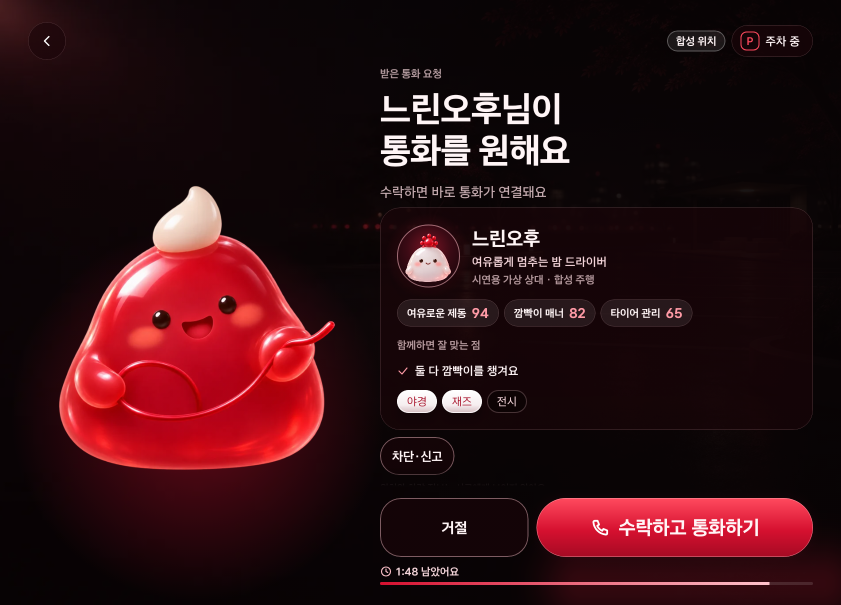 합성 위치
P 주차 중
받은 통화 요청
느린오후님이
통화를 원해요
수락하면 바로 통화가 연결돼요
느린오후
여유롭게 멈추는 밤 드라이버
시연용 가상 상대 · 합성 주행
여유로운 제동 94 깜빡이 매너 82 타이어 관리 65
함께하면 잘 맞는 점
둘 다 깜빡이를 챙겨요
야경 재즈 전시
차단·신고
거절
수락하고 통화하기
1:48 남았어요